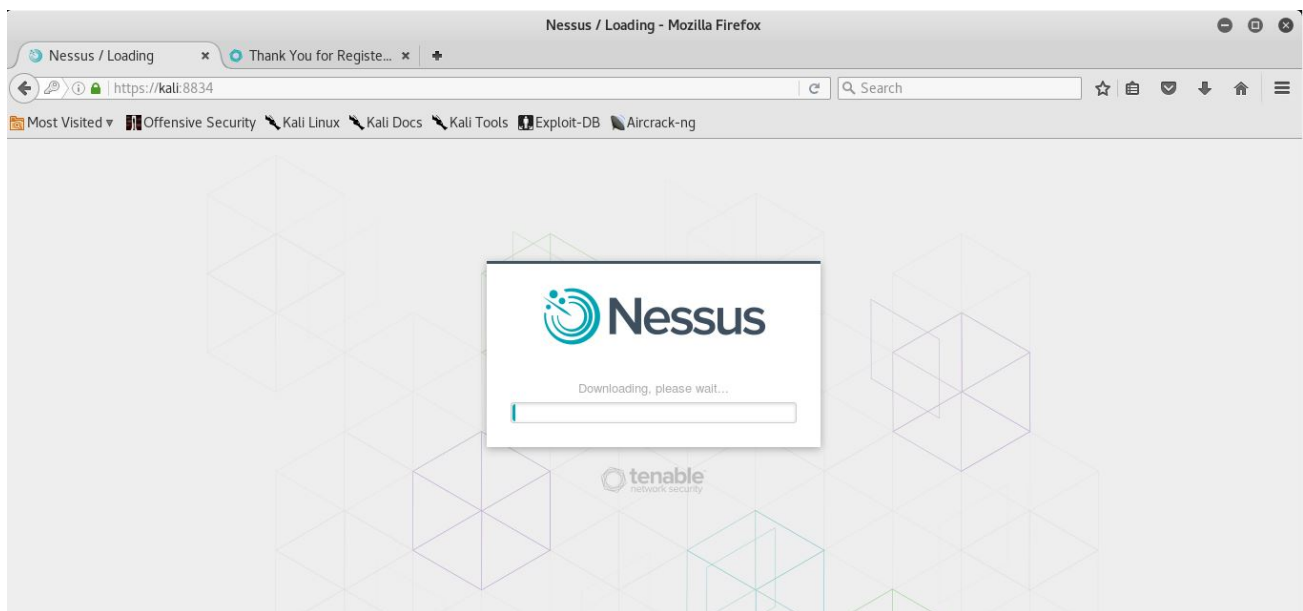 Nessus / Loading - Mozilla Firefox
Nessus / Loading
Thank You for Registe...
https://kali:8834
Search
Most Visited
Offensive Security
Kali Linux
Kali Docs
Kali Tools
Exploit-DB
Aircrack-ng
Nessus
Downloading, please wait...
tenable
network security